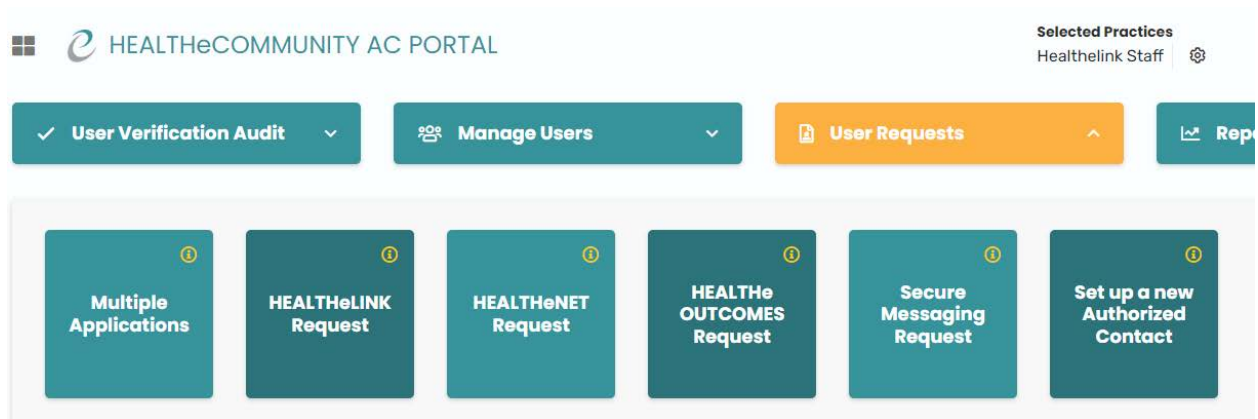 HEALTHeCOMMUNITY AC PORTAL
Selected Practices
Healthelink Staff
User Verification Audit
Manage Users
User Requests
Multiple
Applications
HEALTHeLINK
Request
HEALTHeNET
Request
HEALTHe
OUTCOMES
Request
Secure
Messaging
Request
Set up a new
Authorized
Contact